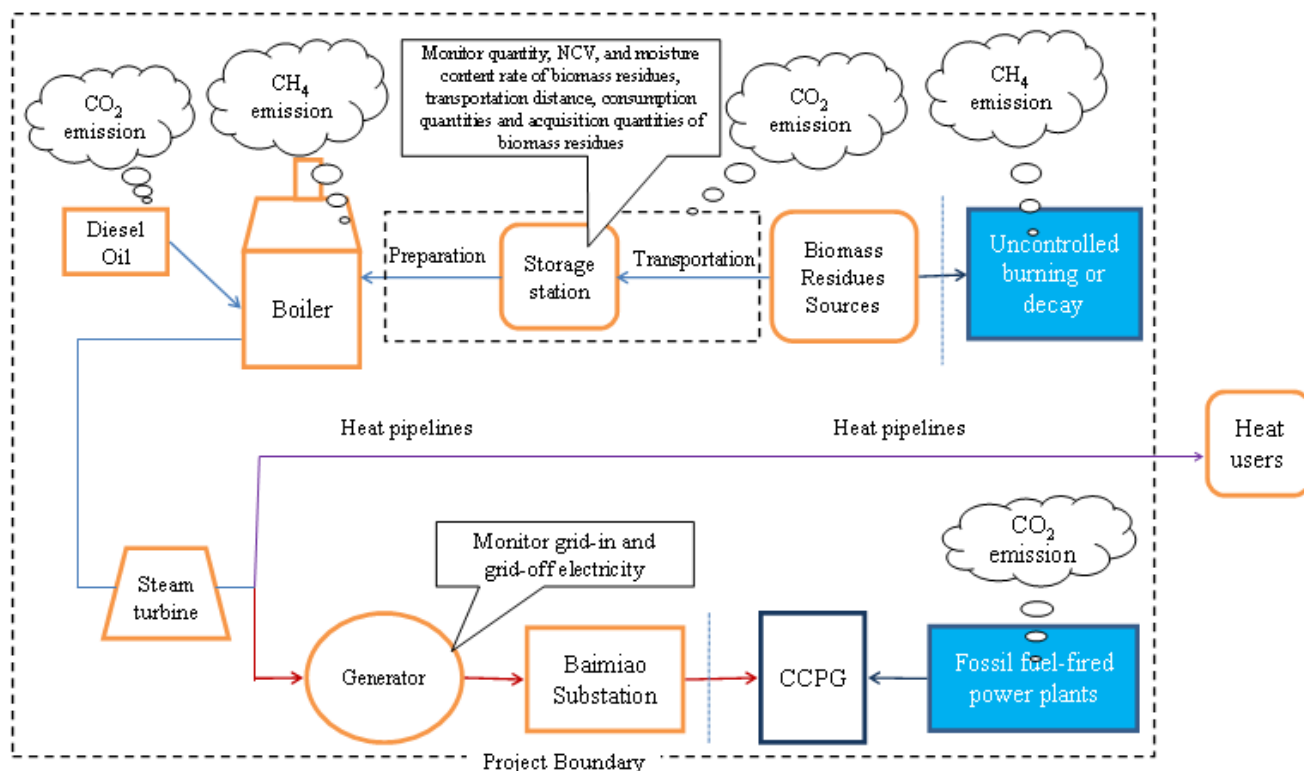 CO2
emission
CH4
emission
Monitor quantity, NCV, and moisture
content rate of biomass residues,
transportation distance, consumption
quantities and acquisition quantities of
biomass residues
CO2
emission
CH4
emission
Diesel
Oil
Boiler
Preparation
Storage
station
Transportation
Biomass
Residues
Sources
Uncontrolled
burning or
decay
Heat pipelines
Heat pipelines
Heat
users
Steam
turbine
Monitor grid-in and
grid-off electricity
CO2
emission
Generator
Baimiao
Substation
CCPG
Fossil fuel-fired
power plants
Project Boundary